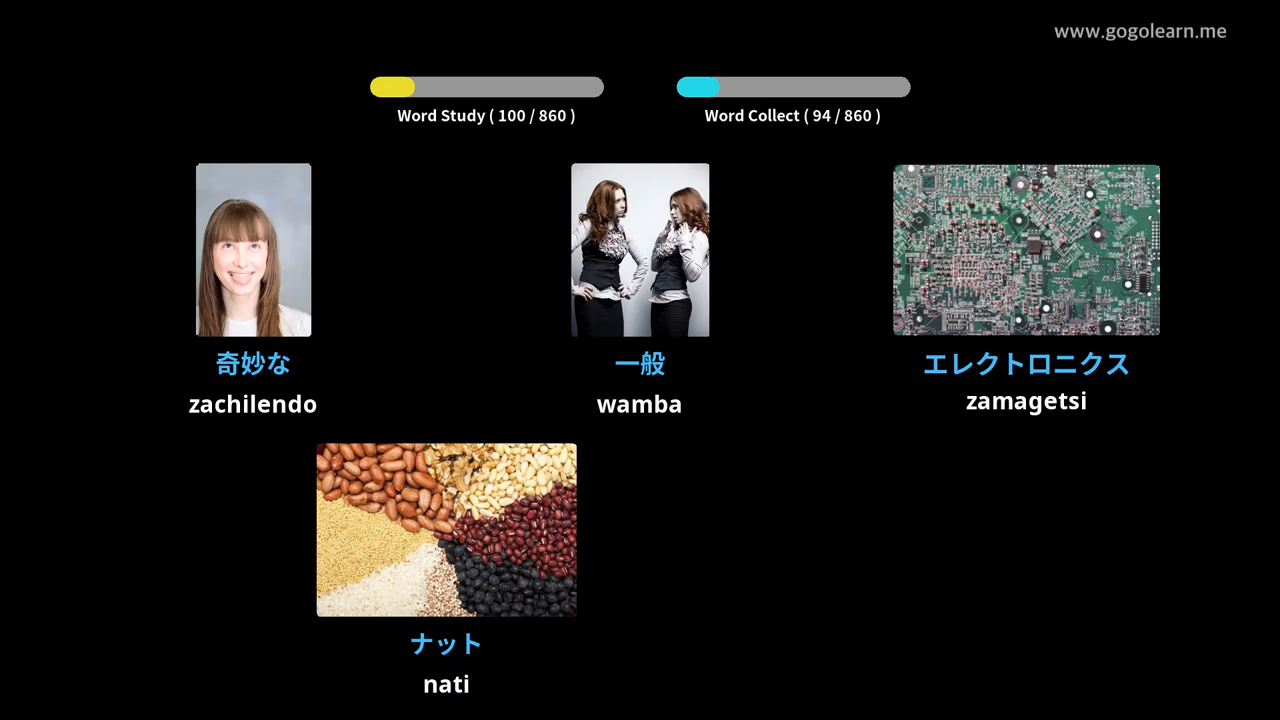 www.gogolearn.me
Word Study ( 100 / 860 )
Word Collect ( 94 / 860 )
奇妙な
zachilendo
一般
wamba
エレクトロニクス
zamagetsi
ナット
nati